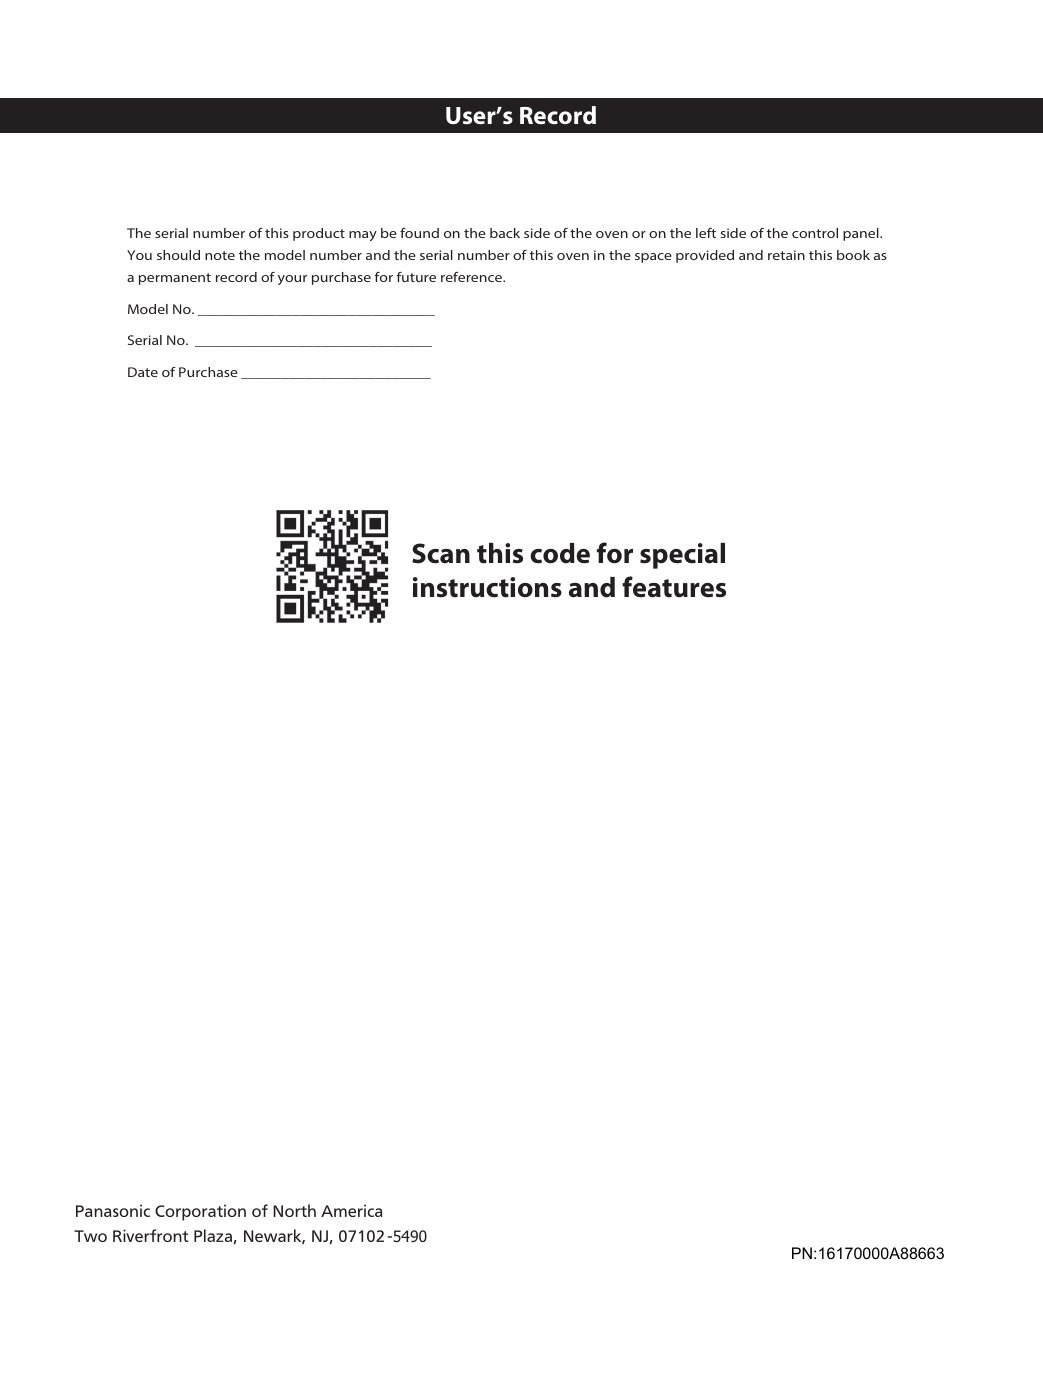 User’s Record
The serial number of this product may be found on the back side of the oven or on the left side of the control panel.
You should note the model number and the serial number of this oven in the space provided and retain this book as
a permanent record of your purchase for future reference.
Model No. ______________________________
Serial No. ______________________________
Date of Purchase ________________________
Scan this code for special
instructions and features
Panasonic Corporation of North America
Two Riverfront Plaza, Newark, NJ, 07102-5490
PN:16170000A88663